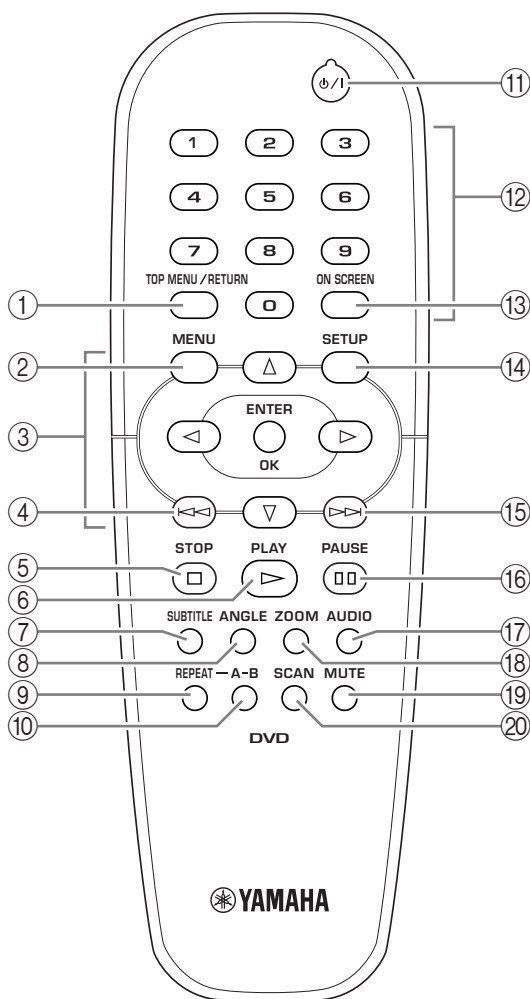 ⏻/I ⑪
1 2 3
4 5 6 ⑫
7 8 9
TOP MENU/RETURN ON SCREEN
① 0 ⑬
MENU SETUP
② ⑭
③ ENTER
OK
④ ⑮
STOP PLAY PAUSE
⑤ ⑯
⑥
SUBTITLE ANGLE ZOOM AUDIO
⑦ ⑰
⑧ ⑱
REPEAT — A-B SCAN MUTE
⑨ ⑲
⑩ ⑳
DVD
YAMAHA